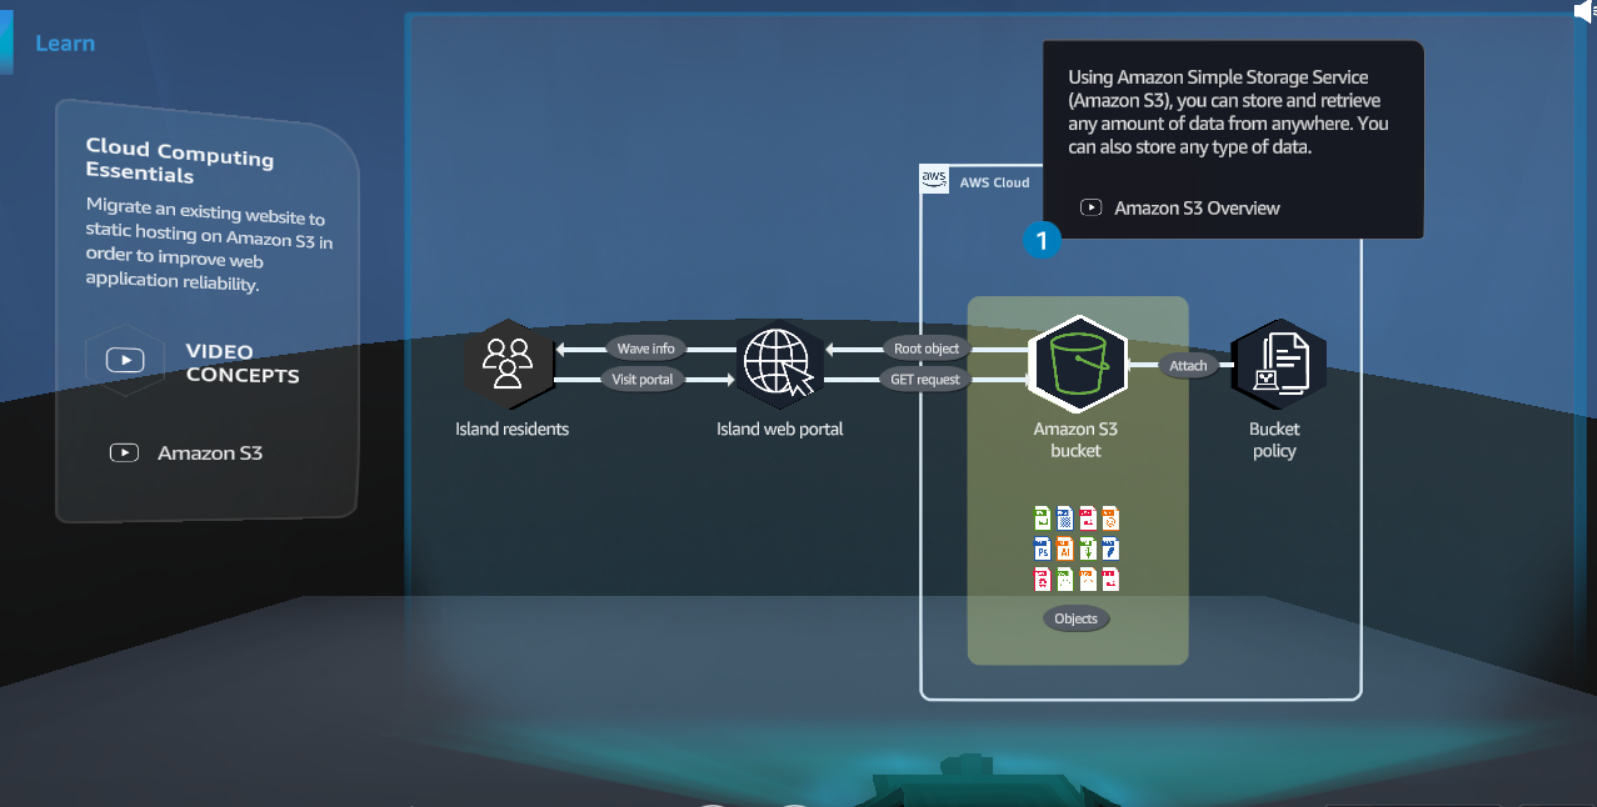 Learn
Cloud Computing
Essentials
Migrate an existing website to
static hosting on Amazon S3 in
order to improve web
application reliability.
VIDEO
CONCEPTS
Amazon S3
Using Amazon Simple Storage Service
(Amazon S3), you can store and retrieve
any amount of data from anywhere. You
can also store any type of data.
Amazon S3 Overview
1
aws
AWS Cloud
Wave info
Visit portal
Root object
GET request
Attach
Island residents
Island web portal
Amazon S3
bucket
Bucket
policy
Ps
Ai
Objects